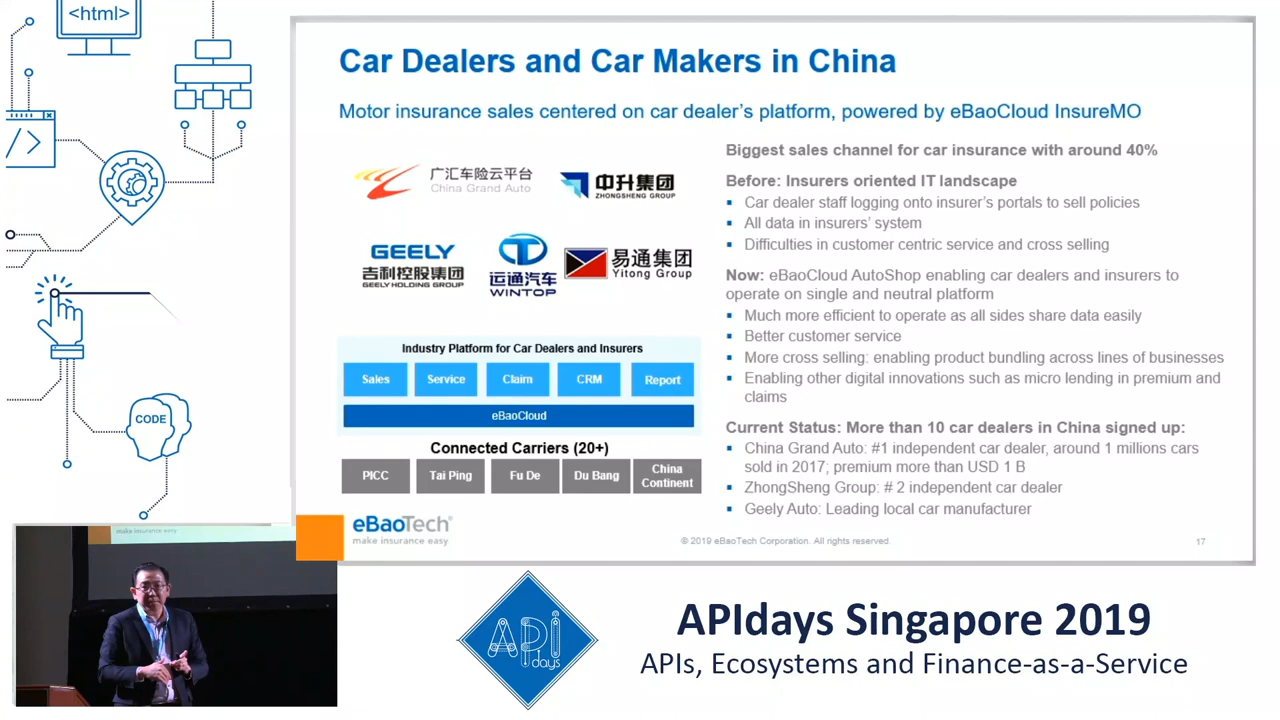 <html>
</>
CODE
Car Dealers and Car Makers in China
Motor insurance sales centered on car dealer's platform, powered by eBaoCloud InsureMO
广汇车险云平台
China Grand Auto
中升集团
ZHONGSHENG GROUP
GEELY
吉利控股集团
GEELY HOLDING GROUP
运通汽车
WINTOP
易通集团
Yitong Group
Industry Platform for Car Dealers and Insurers
Sales
Service
Claim
CRM
Report
eBaoCloud
Connected Carriers (20+)
PICC
Tai Ping
Fu De
Du Bang
China
Continent
Biggest sales channel for car insurance with around 40%
Before: Insurers oriented IT landscape
▪ Car dealer staff logging onto insurer's portals to sell policies
▪ All data in insurers' system
▪ Difficulties in customer centric service and cross selling
Now: eBaoCloud AutoShop enabling car dealers and insurers to
operate on single and neutral platform
▪ Much more efficient to operate as all sides share data easily
▪ Better customer service
▪ More cross selling: enabling product bundling across lines of businesses
▪ Enabling other digital innovations such as micro lending in premium and
claims
Current Status: More than 10 car dealers in China signed up:
▪ China Grand Auto: #1 independent car dealer, around 1 millions cars
sold in 2017; premium more than USD 1 B
▪ ZhongSheng Group: # 2 independent car dealer
▪ Geely Auto: Leading local car manufacturer
eBaoTech®
make insurance easy
© 2019 eBaoTech Corporation. All rights reserved.
17
make insurance easy
API
days
APIdays Singapore 2019
APIs, Ecosystems and Finance-as-a-Service